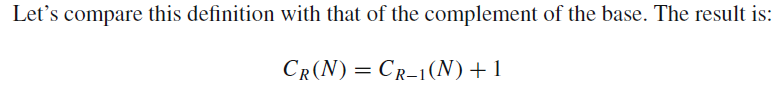 Let’s compare this definition with that of the complement of the base. The result is:
C_R(N) = C_{R−1}(N) + 1